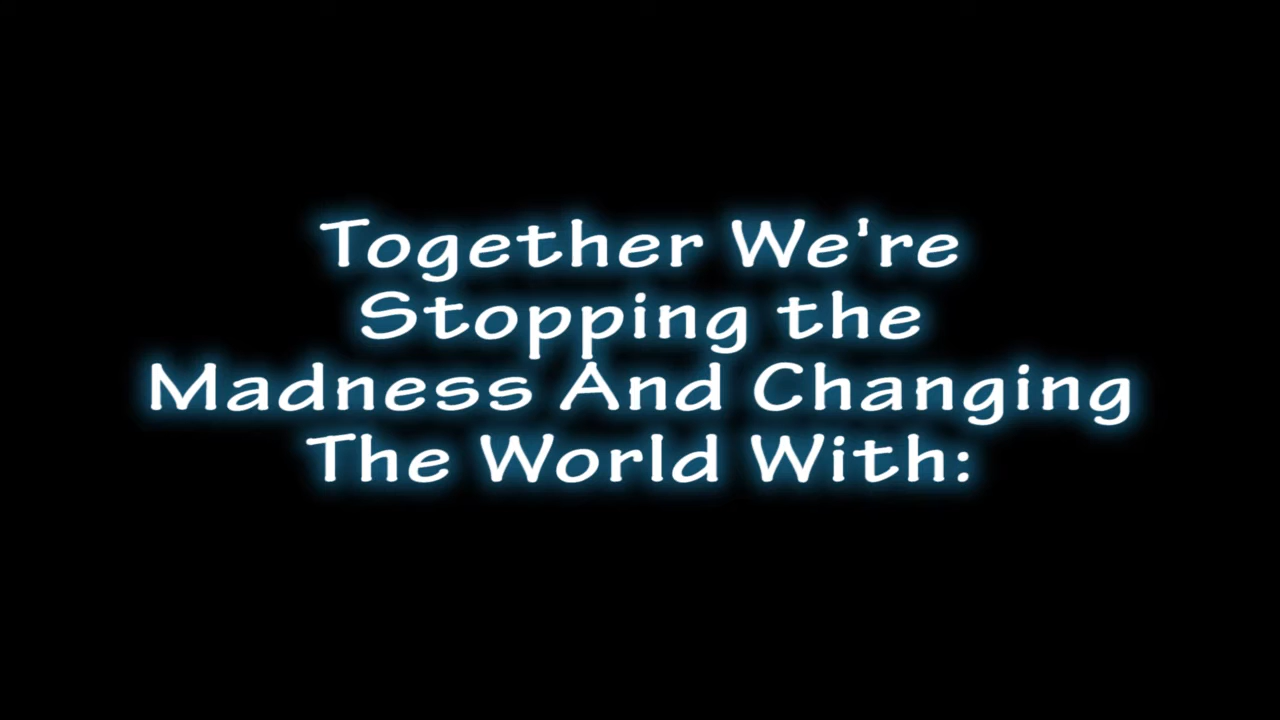 Together We're
Stopping the
Madness And Changing
The World With: